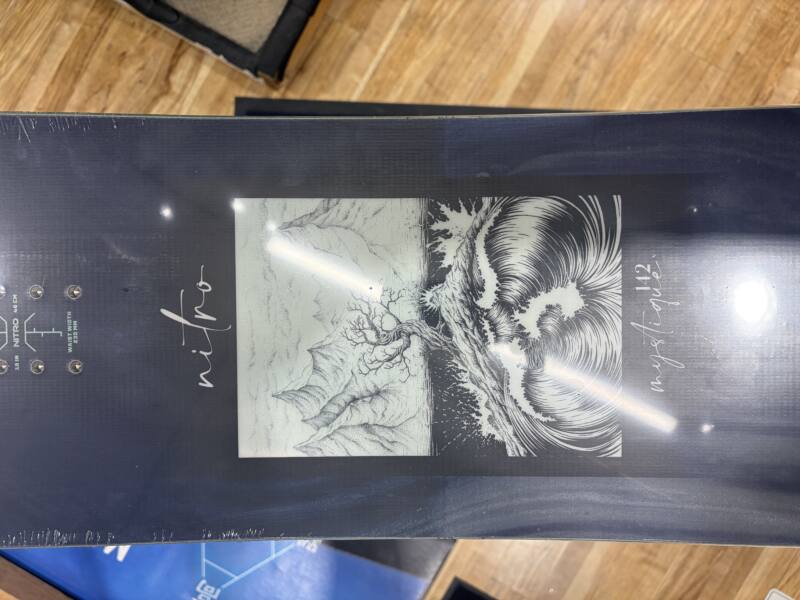 nitro
mystique.
142
NITRO
WAIST WIDTH